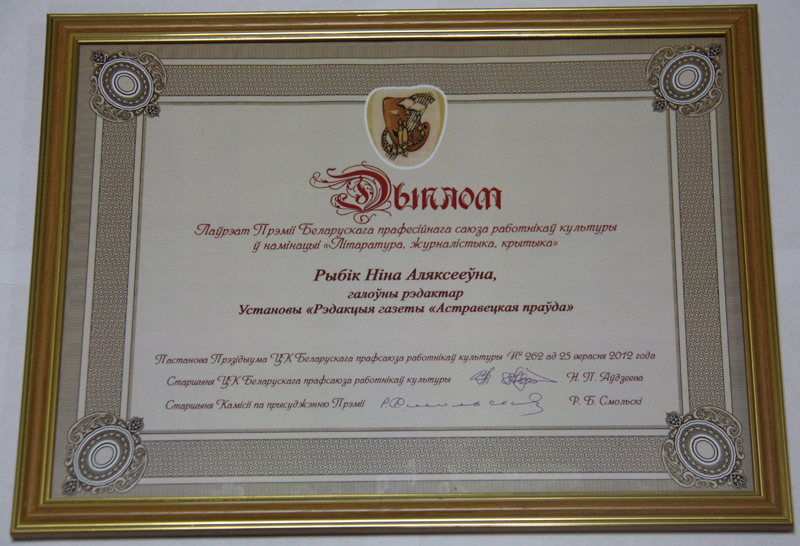 Дыплом
Лаўрэат Прэміі Беларускага прафесійнага саюза работнікаў культуры
ў намінацыі «Літаратура, журналістыка, крытыка»
Рыбік Ніна Аляксееўна,
галоўны рэдактар
Установы «Рэдакцыя газеты «Астравецкая праўда»
Пастанова Прэзідыума ЦК Беларускага прафсаюза работнікаў культуры № 262 ад 25 верасня 2012 года
Старшыня ЦК Беларускага прафсаюза работнікаў культуры Н. П. Аўдзеева
Старшыня Камісіі па прысуджэнню Прэміі Р. Б. Смольскі